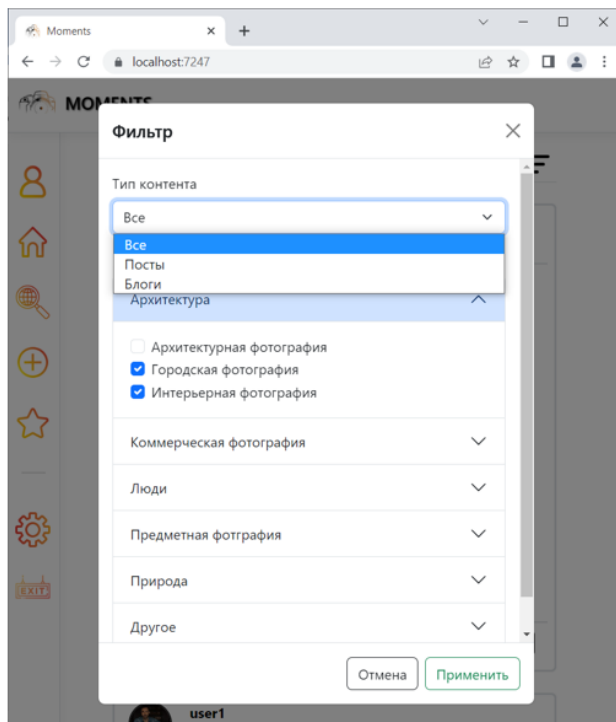 Moments
localhost:7247
MOMENTS
Фильтр
Тип контента
Все
Все
Посты
Блоги
Архитектура
Архитектурная фотография
Городская фотография
Интерьерная фотография
Коммерческая фотография
Люди
Предметная фотграфия
Природа
Другое
EXIT
Отмена
Применить
user1